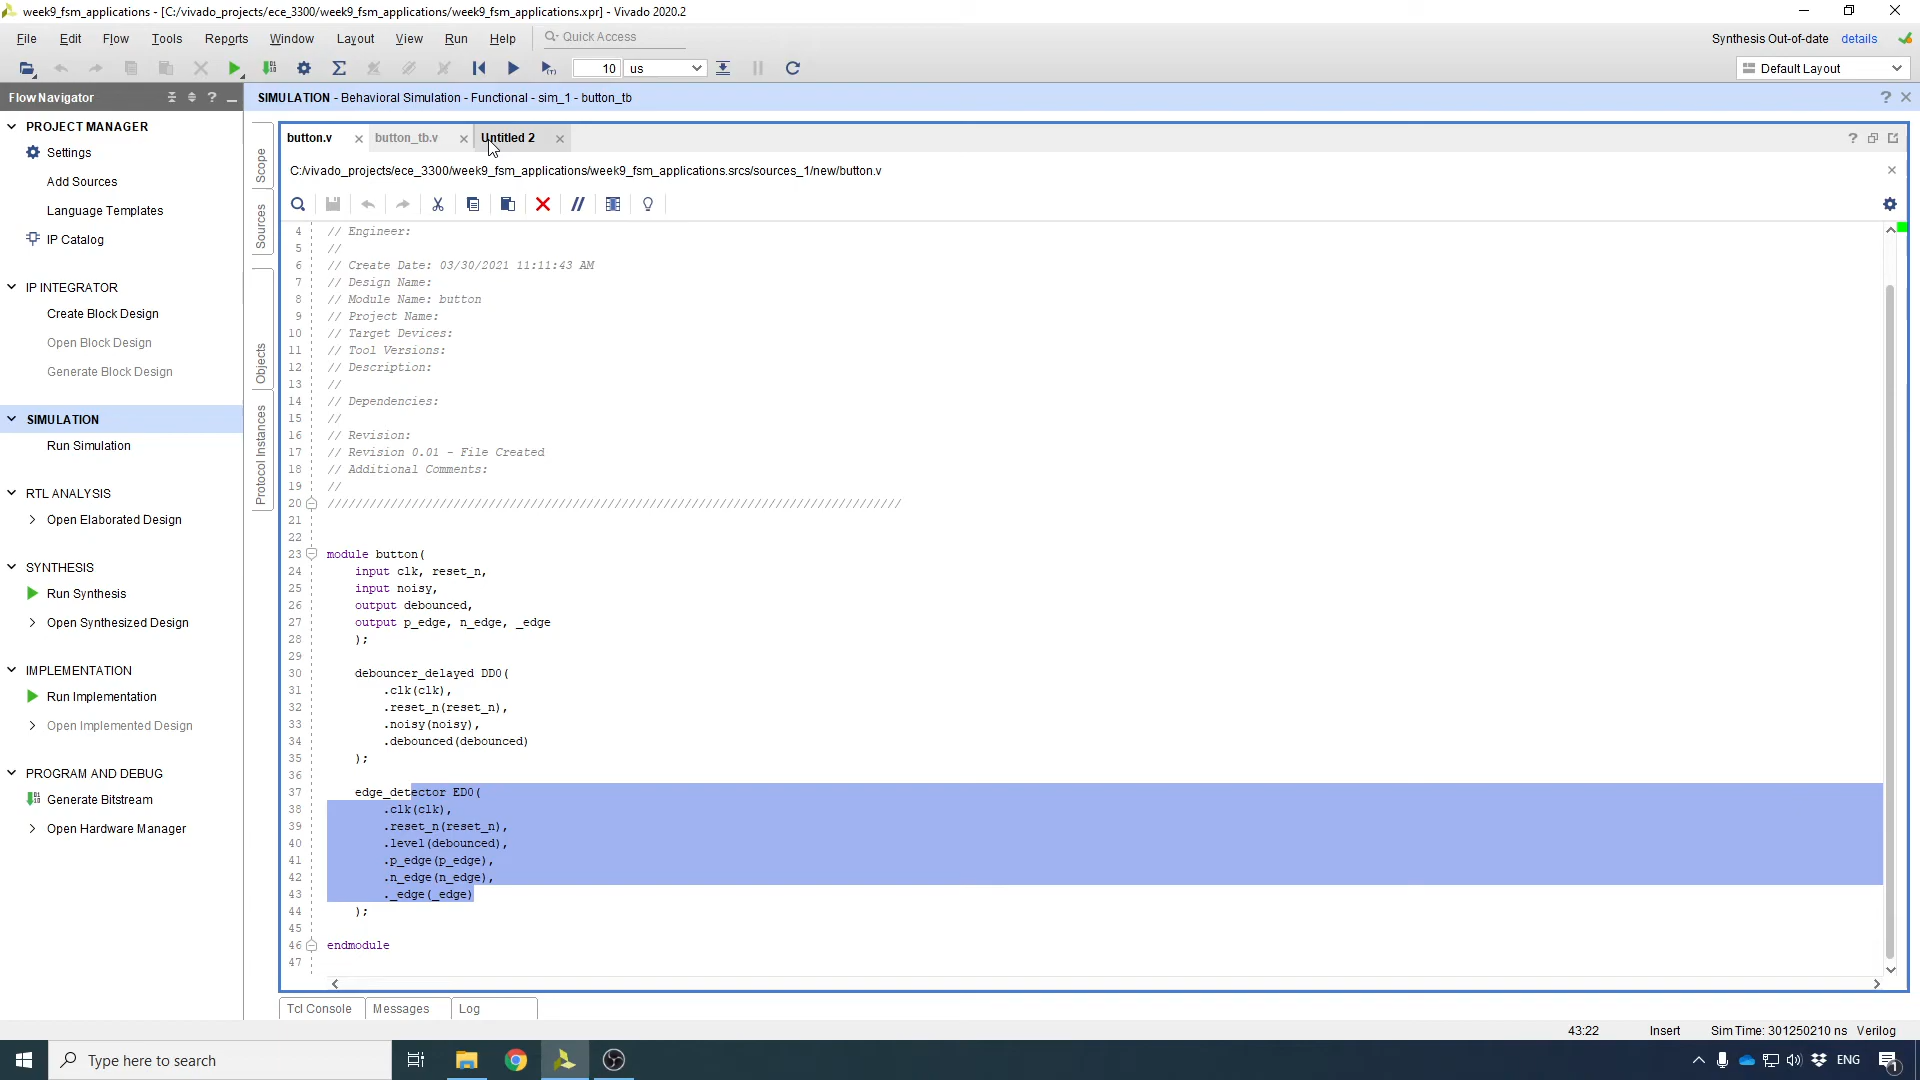 week9_fsm_applications - [C:/vivado_projects/ece_3300/week9_fsm_applications/week9_fsm_applications.xpr] - Vivado 2020.2
File Edit Flow Tools Reports Window Layout View Run Help Quick Access
Synthesis Out-of-date details
10 us Default Layout
Flow Navigator
SIMULATION - Behavioral Simulation - Functional - sim_1 - button_tb
PROJECT MANAGER
Settings
Add Sources
Language Templates
IP Catalog
IP INTEGRATOR
Create Block Design
Open Block Design
Generate Block Design
SIMULATION
Run Simulation
RTL ANALYSIS
Open Elaborated Design
SYNTHESIS
Run Synthesis
Open Synthesized Design
IMPLEMENTATION
Run Implementation
Open Implemented Design
PROGRAM AND DEBUG
Generate Bitstream
Open Hardware Manager
Scope
Sources
Objects
Protocol Instances
button.v button_tb.v Untitled 2
C:/vivado_projects/ece_3300/week9_fsm_applications/week9_fsm_applications.srcs/sources_1/new/button.v
4 // Engineer:
5 //
6 // Create Date: 03/30/2021 11:11:43 AM
7 // Design Name:
8 // Module Name: button
9 // Project Name:
10 // Target Devices:
11 // Tool Versions:
12 // Description:
13 //
14 // Dependencies:
15 //
16 // Revision:
17 // Revision 0.01 - File Created
18 // Additional Comments:
19 //
20 //////////////////////////////////////////////////////////////////////////////////
21
22
23 module button(
24 input clk, reset_n,
25 input noisy,
26 output debounced,
27 output p_edge, n_edge, _edge
28 );
29
30 debouncer_delayed DD0(
31 .clk(clk),
32 .reset_n(reset_n),
33 .noisy(noisy),
34 .debounced(debounced)
35 );
36
37 edge_detector ED0(
38 .clk(clk),
39 .reset_n(reset_n),
40 .level(debounced),
41 .p_edge(p_edge),
42 .n_edge(n_edge),
43 ._edge(_edge)
44 );
45
46 endmodule
47
Tcl Console Messages Log
43:22 Insert Sim Time: 301250210 ns Verilog
Type here to search
ENG
1